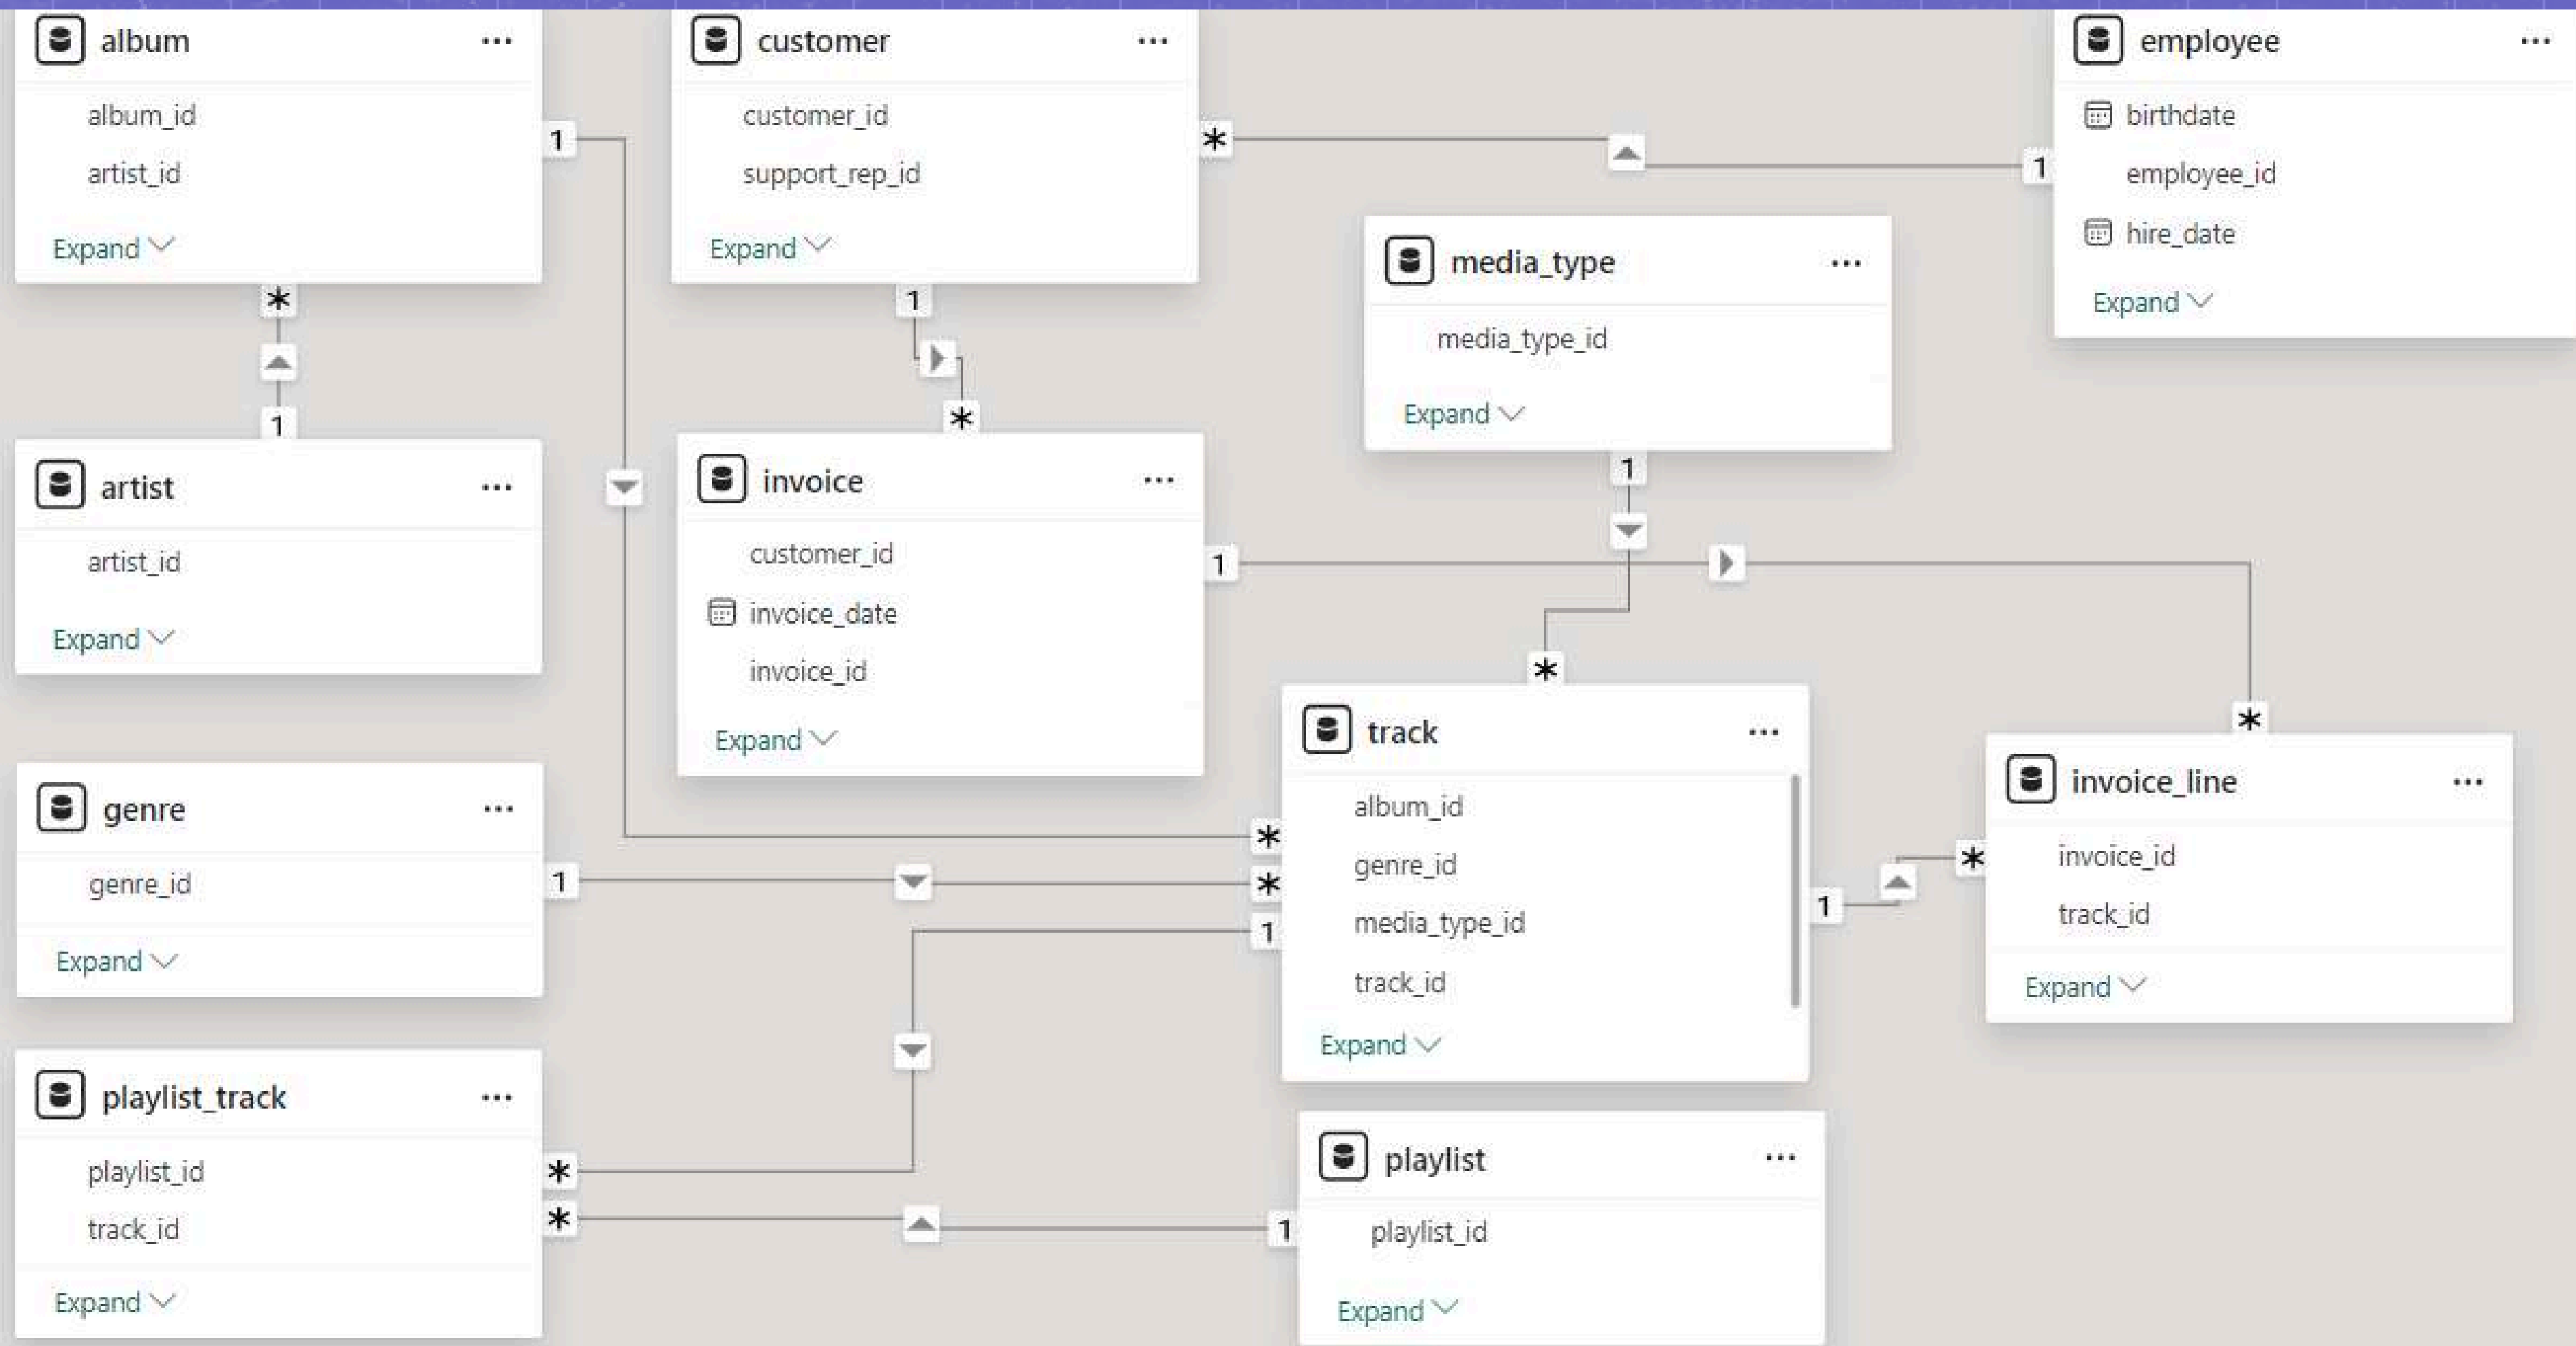 album
...
album_id
artist_id
Expand
1
*
1
artist
...
artist_id
Expand
genre
...
genre_id
Expand
1
playlist_track
...
playlist_id
track_id
Expand
*
*
customer
...
customer_id
support_rep_id
Expand
*
1
*
invoice
...
customer_id
invoice_date
invoice_id
Expand
1
employee
...
birthdate
employee_id
hire_date
Expand
1
media_type
...
media_type_id
Expand
1
*
track
...
album_id
genre_id
media_type_id
track_id
Expand
*
*
1
1
invoice_line
...
invoice_id
track_id
Expand
*
*
playlist
...
playlist_id
Expand
1